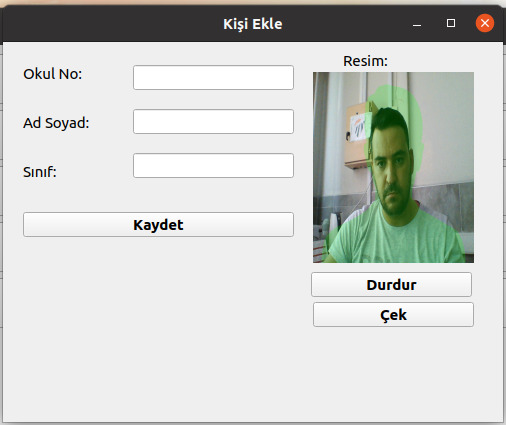 Kişi Ekle
Okul No:
Ad Soyad:
Sınıf:
Kaydet
Resim:
Durdur
Çek